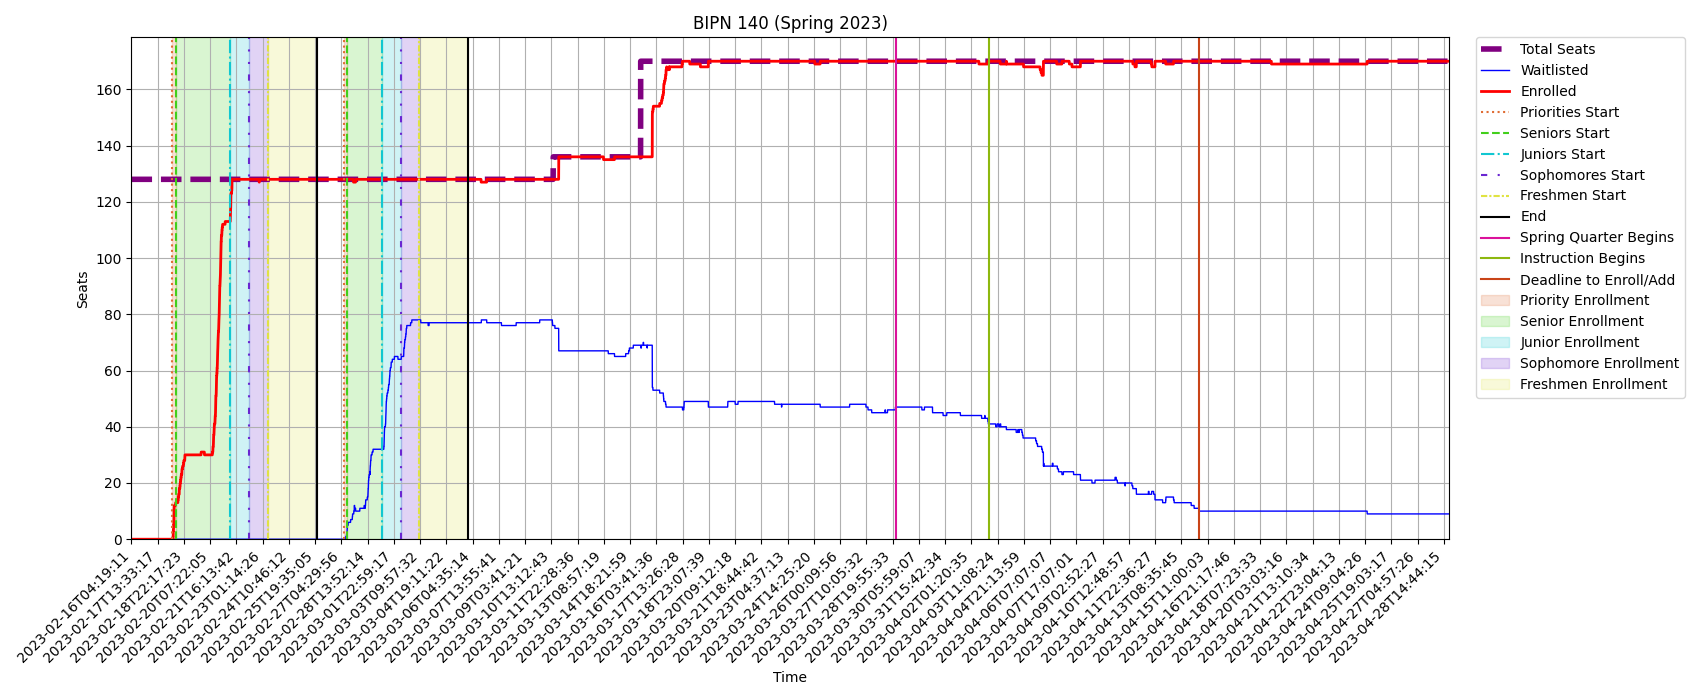 BIPN 140 (Spring 2023)
Seats
160
140
120
100
80
60
40
20
0
2023-02-16T04:19:11
2023-02-17T13:33:17
2023-02-18T22:17:23
2023-02-20T07:22:05
2023-02-21T16:13:42
2023-02-23T01:14:26
2023-02-24T10:46:12
2023-02-25T19:35:05
2023-02-27T04:29:56
2023-02-28T13:52:14
2023-03-01T22:59:17
2023-03-03T09:57:32
2023-03-04T19:11:22
2023-03-06T04:35:14
2023-03-07T13:55:41
2023-03-09T03:41:21
2023-03-10T13:12:43
2023-03-11T22:28:36
2023-03-13T08:57:19
2023-03-14T18:21:59
2023-03-16T03:41:36
2023-03-17T13:26:28
2023-03-18T23:07:39
2023-03-20T09:12:18
2023-03-21T18:44:42
2023-03-23T04:37:13
2023-03-24T14:25:20
2023-03-26T00:09:56
2023-03-27T10:05:32
2023-03-28T19:55:33
2023-03-30T05:59:07
2023-03-31T15:42:34
2023-04-02T01:20:35
2023-04-03T11:08:24
2023-04-04T21:13:59
2023-04-06T07:07:07
2023-04-07T17:07:01
2023-04-09T02:52:27
2023-04-10T12:48:57
2023-04-11T22:36:27
2023-04-13T08:35:45
2023-04-15T11:00:03
2023-04-16T21:17:46
2023-04-18T07:23:33
2023-04-20T03:03:16
2023-04-21T13:10:34
2023-04-22T23:04:13
2023-04-24T09:04:26
2023-04-25T19:03:17
2023-04-27T04:57:26
2023-04-28T14:44:15
Time
Total Seats
Waitlisted
Enrolled
Priorities Start
Seniors Start
Juniors Start
Sophomores Start
Freshmen Start
End
Spring Quarter Begins
Instruction Begins
Deadline to Enroll/Add
Priority Enrollment
Senior Enrollment
Junior Enrollment
Sophomore Enrollment
Freshmen Enrollment